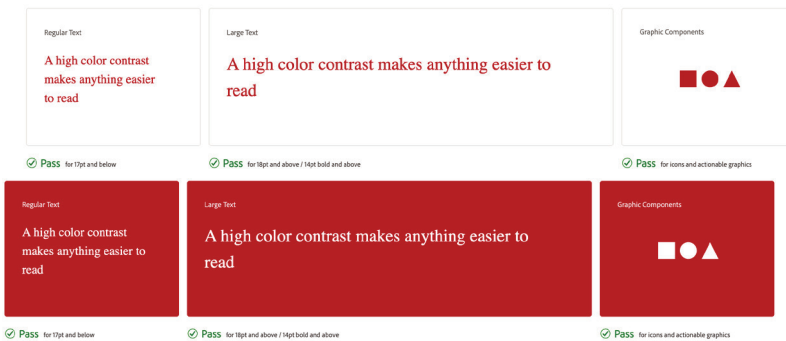 Regular Text
A high color contrast
makes anything easier
to read
Large Text
A high color contrast makes anything easier to
read
Graphic Components
Pass for 17pt and below
Pass for 18pt and above / 14pt bold and above
Pass for icons and actionable graphics
Regular Text
A high color contrast
makes anything easier to
read
Large Text
A high color contrast makes anything easier to
read
Graphic Components
Pass for 17pt and below
Pass for 18pt and above / 14pt bold and above
Pass for icons and actionable graphics